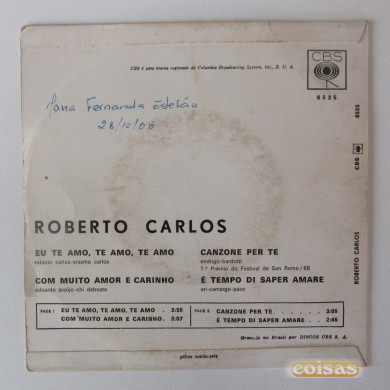 CBS é uma marca registrada da Columbia Broadcasting System, Inc., E. U. A.
CBS
6535
Maria Fernanda Estevão
28/10/68
6535
CBS
ROBERTO CARLOS
ROBERTO CARLOS
EU TE AMO, TE AMO, TE AMO
roberto carlos-erasmo carlos
CANZONE PER TE
endrigo-bardotti
1.º Prêmio do Festival de San Remo/68
COM MUITO AMOR E CARINHO
eduardo araújo-chil deberto
É TEMPO DI SAPER AMARE
ari-camargo-pace
FACE 1 EU TE AMO, TE AMO, TE AMO . 3:55
COM MUITO AMOR E CARINHO. 3:07
FACE 2 CANZONE PER TE . . . . . 3:05
É TEMPO DI SAPER AMARE . . 2:45
Gravado no Brasil por DISCOS CBS S. A.
coisas